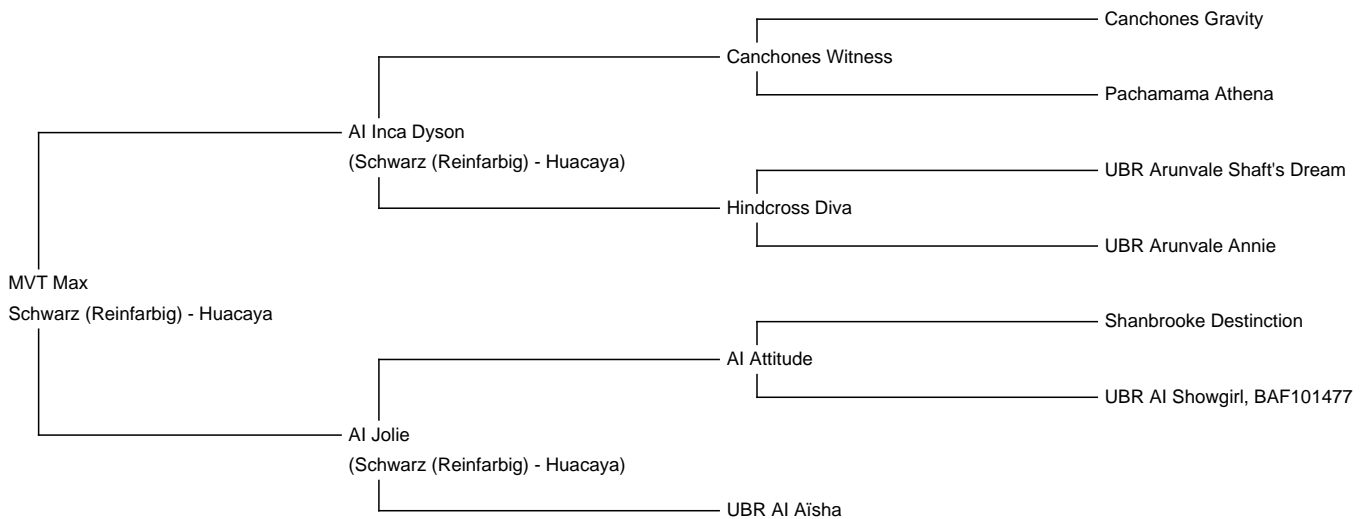 Canchones Gravity
Canchones Witness
Pachamama Athena
AI Inca Dyson
(Schwarz (Reinfarbig) - Huacaya)
UBR Arunvale Shaft's Dream
Hindcross Diva
UBR Arunvale Annie
MVT Max
Schwarz (Reinfarbig) - Huacaya
Shanbrooke Destinction
AI Attitude
UBR AI Showgirl, BAF101477
AI Jolie
(Schwarz (Reinfarbig) - Huacaya)
UBR AI Aïsha